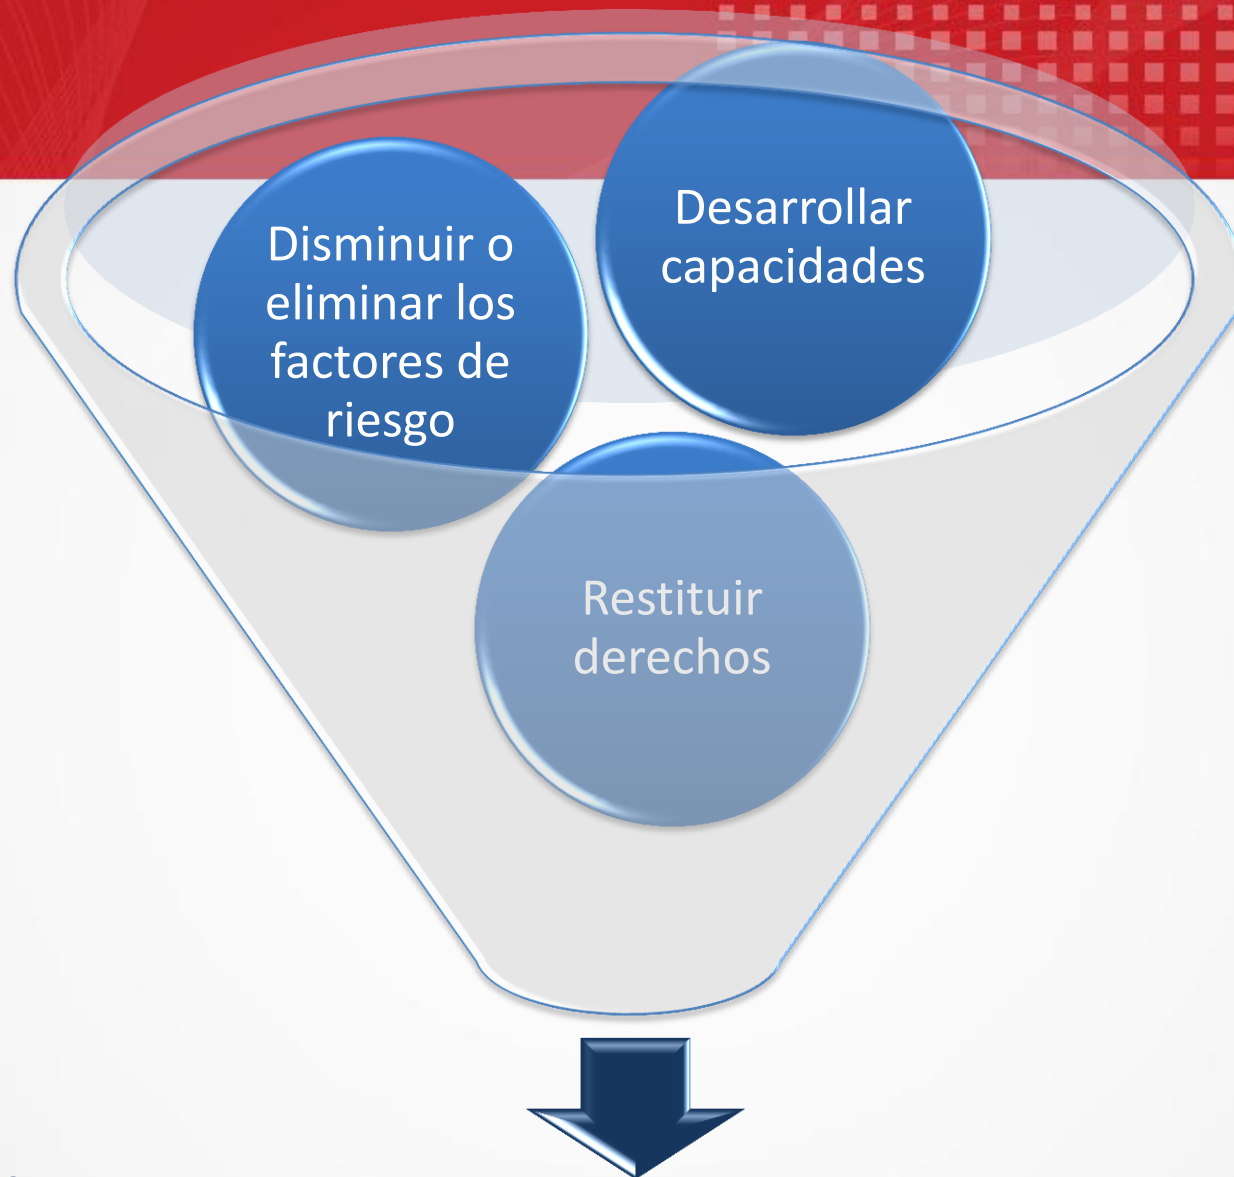 Disminuir o
eliminar los
factores de
riesgo
Desarrollar
capacidades
Restituir
derechos